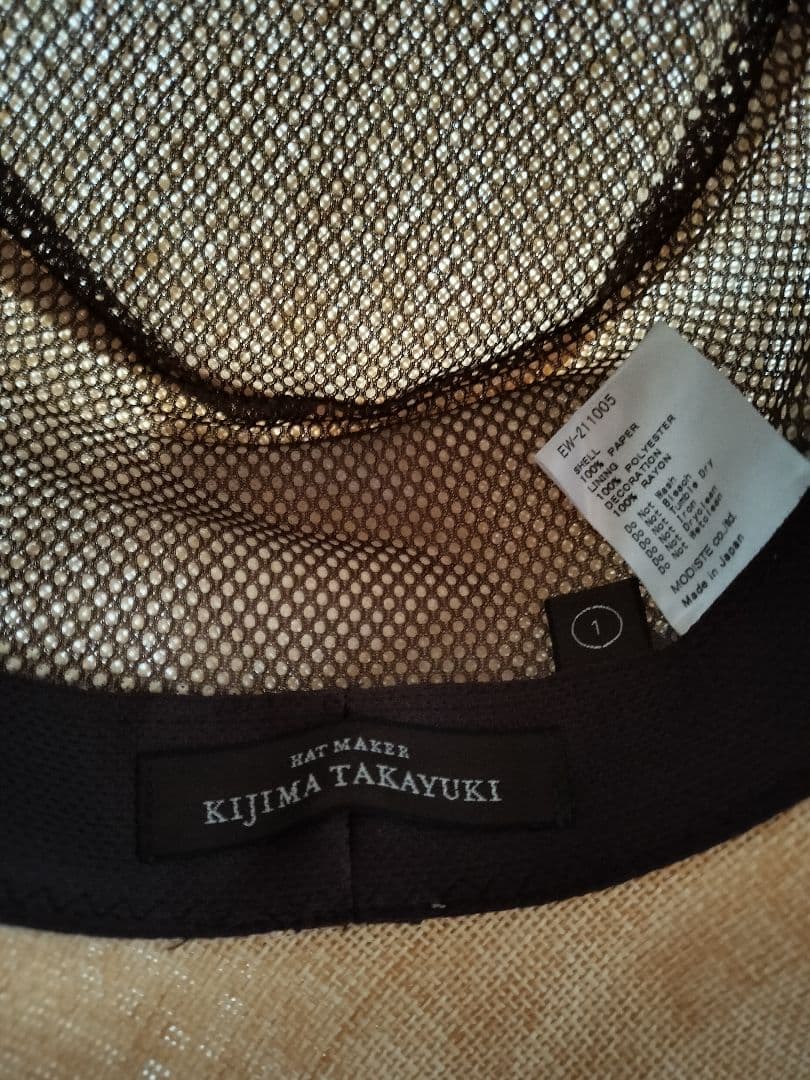 EW-211005
SHELL
100% PAPER
LINING
100% POLYESTER
DECORATION
100% RAYON
Do Not Wash
Do Not Bleach
Do Not Tumble Dry
Do Not Iron
Do Not Dryclean
Do Not Wetclean
MODISTE co.ltd.
Made in Japan
1
HAT MAKER
KIJIMA TAKAYUKI